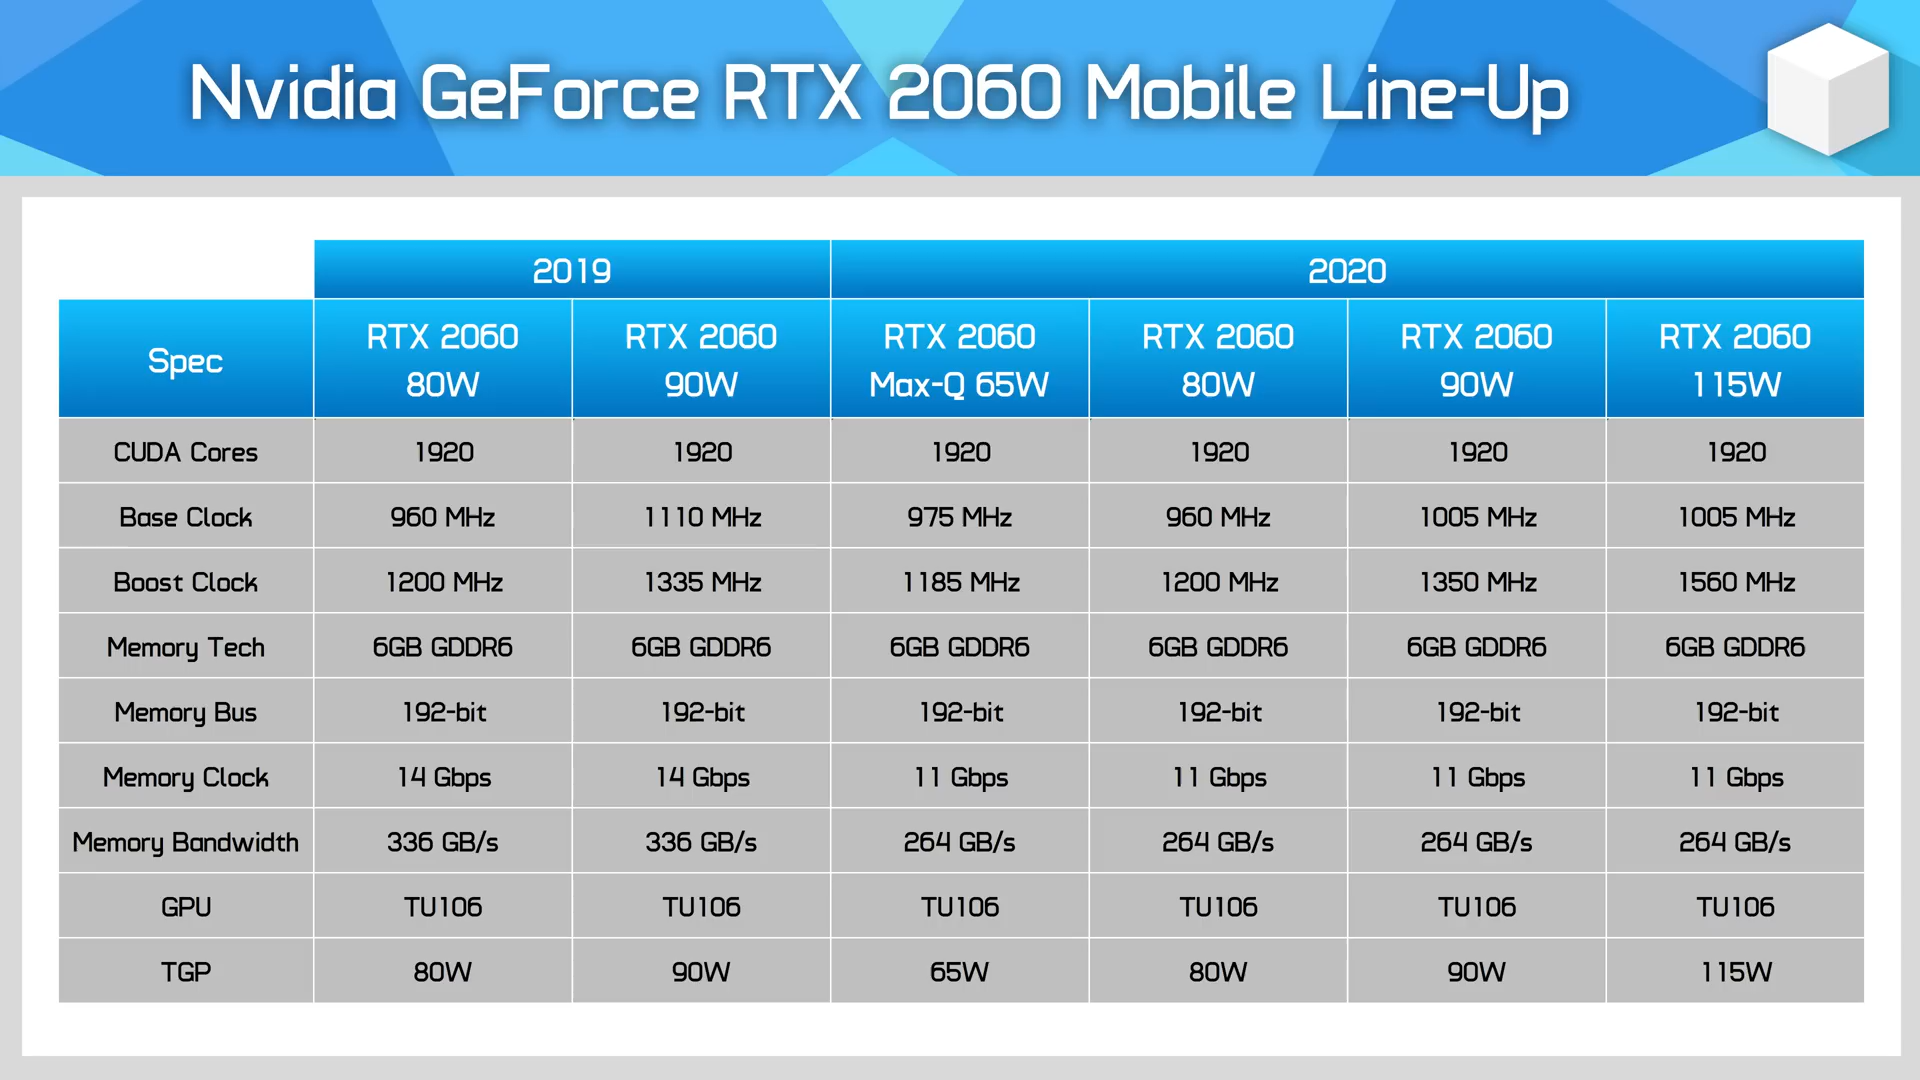 Nvidia GeForce RTX 2060 Mobile Line-Up
2019 2020
Spec RTX 2060 80W RTX 2060 90W RTX 2060 Max-Q 65W RTX 2060 80W RTX 2060 90W RTX 2060 115W
CUDA Cores 1920 1920 1920 1920 1920 1920
Base Clock 960 MHz 1110 MHz 975 MHz 960 MHz 1005 MHz 1005 MHz
Boost Clock 1200 MHz 1335 MHz 1185 MHz 1200 MHz 1350 MHz 1560 MHz
Memory Tech 6GB GDDR6 6GB GDDR6 6GB GDDR6 6GB GDDR6 6GB GDDR6 6GB GDDR6
Memory Bus 192-bit 192-bit 192-bit 192-bit 192-bit 192-bit
Memory Clock 14 Gbps 14 Gbps 11 Gbps 11 Gbps 11 Gbps 11 Gbps
Memory Bandwidth 336 GB/s 336 GB/s 264 GB/s 264 GB/s 264 GB/s 264 GB/s
GPU TU106 TU106 TU106 TU106 TU106 TU106
TGP 80W 90W 65W 80W 90W 115W